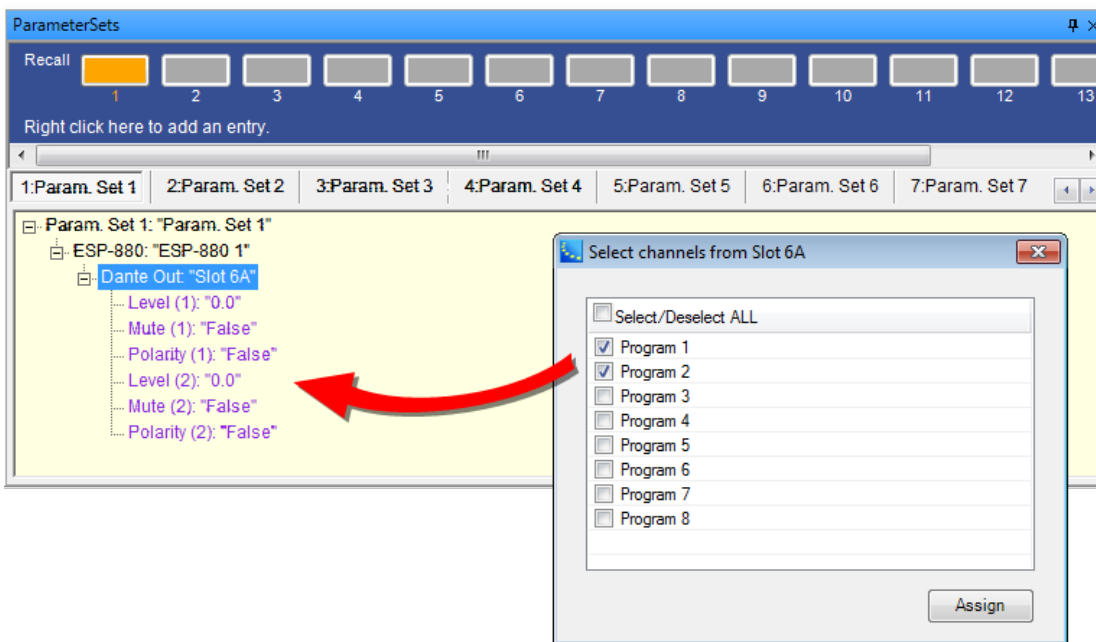 ParameterSets
Recall
1 2 3 4 5 6 7 8 9 10 11 12 13
Right click here to add an entry.
1:Param. Set 1 2:Param. Set 2 3:Param. Set 3 4:Param. Set 4 5:Param. Set 5 6:Param. Set 6 7:Param. Set 7
Param. Set 1: "Param. Set 1"
ESP-880: "ESP-880 1"
Dante Out: "Slot 6A"
Level (1): "0.0"
Mute (1): "False"
Polarity (1): "False"
Level (2): "0.0"
Mute (2): "False"
Polarity (2): "False"
Select channels from Slot 6A
Select/Deselect ALL
Program 1
Program 2
Program 3
Program 4
Program 5
Program 6
Program 7
Program 8
Assign